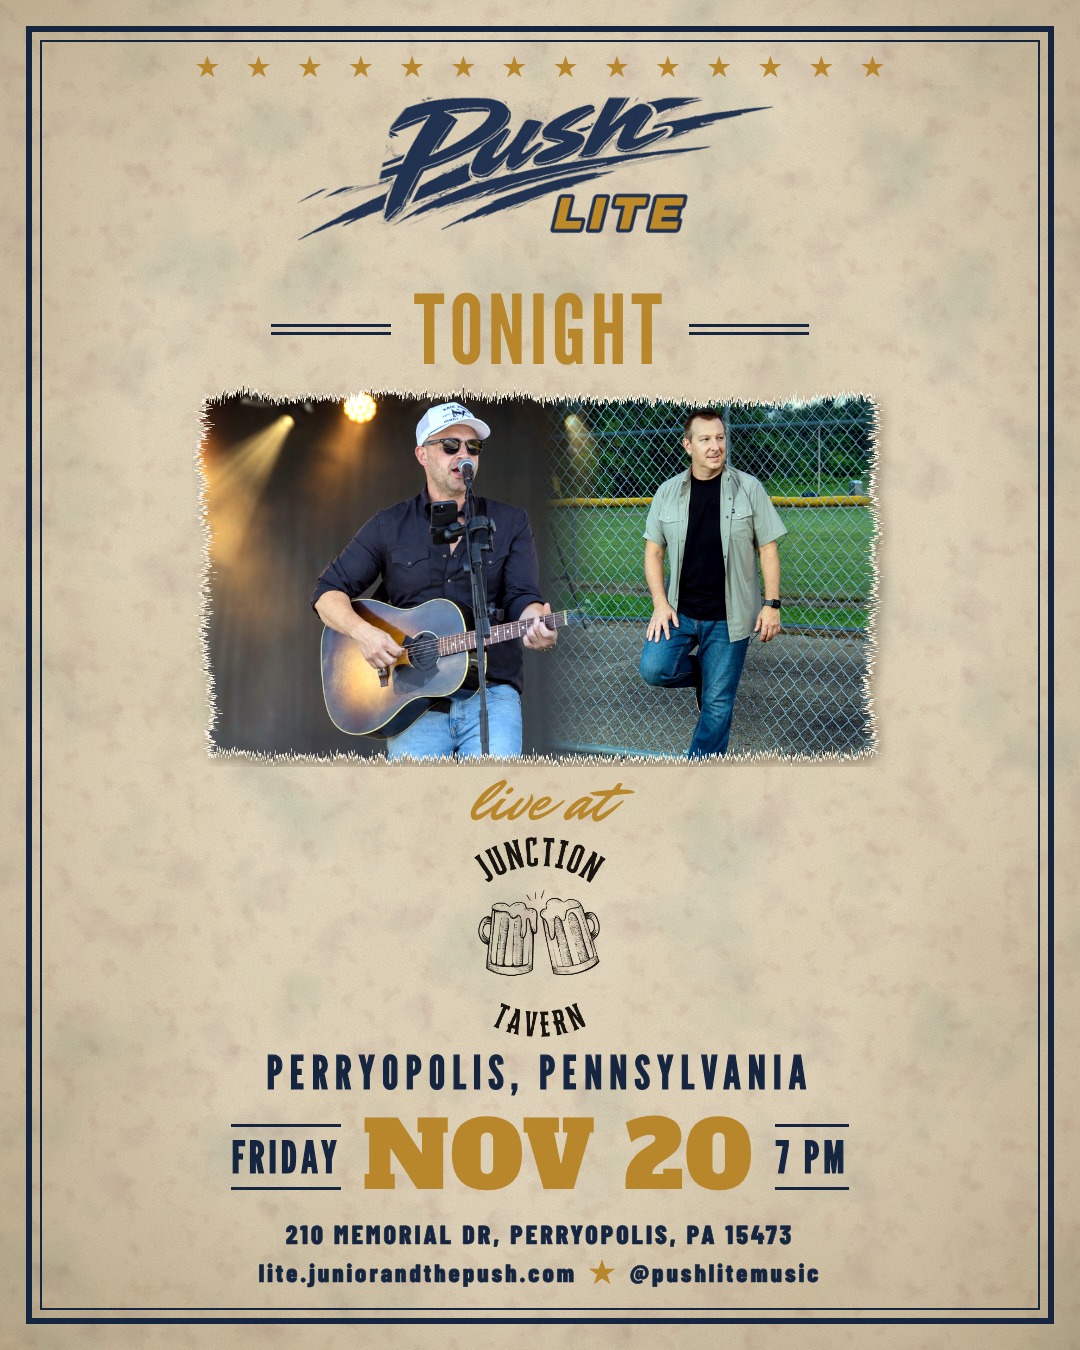 Push
LITE
TONIGHT
live at
JUNCTION
TAVERN
PERRYOPOLIS, PENNSYLVANIA
FRIDAY NOV 20 7 PM
210 MEMORIAL DR, PERRYOPOLIS, PA 15473
lite.juniorandthepush.com ★ @pushlitemusic